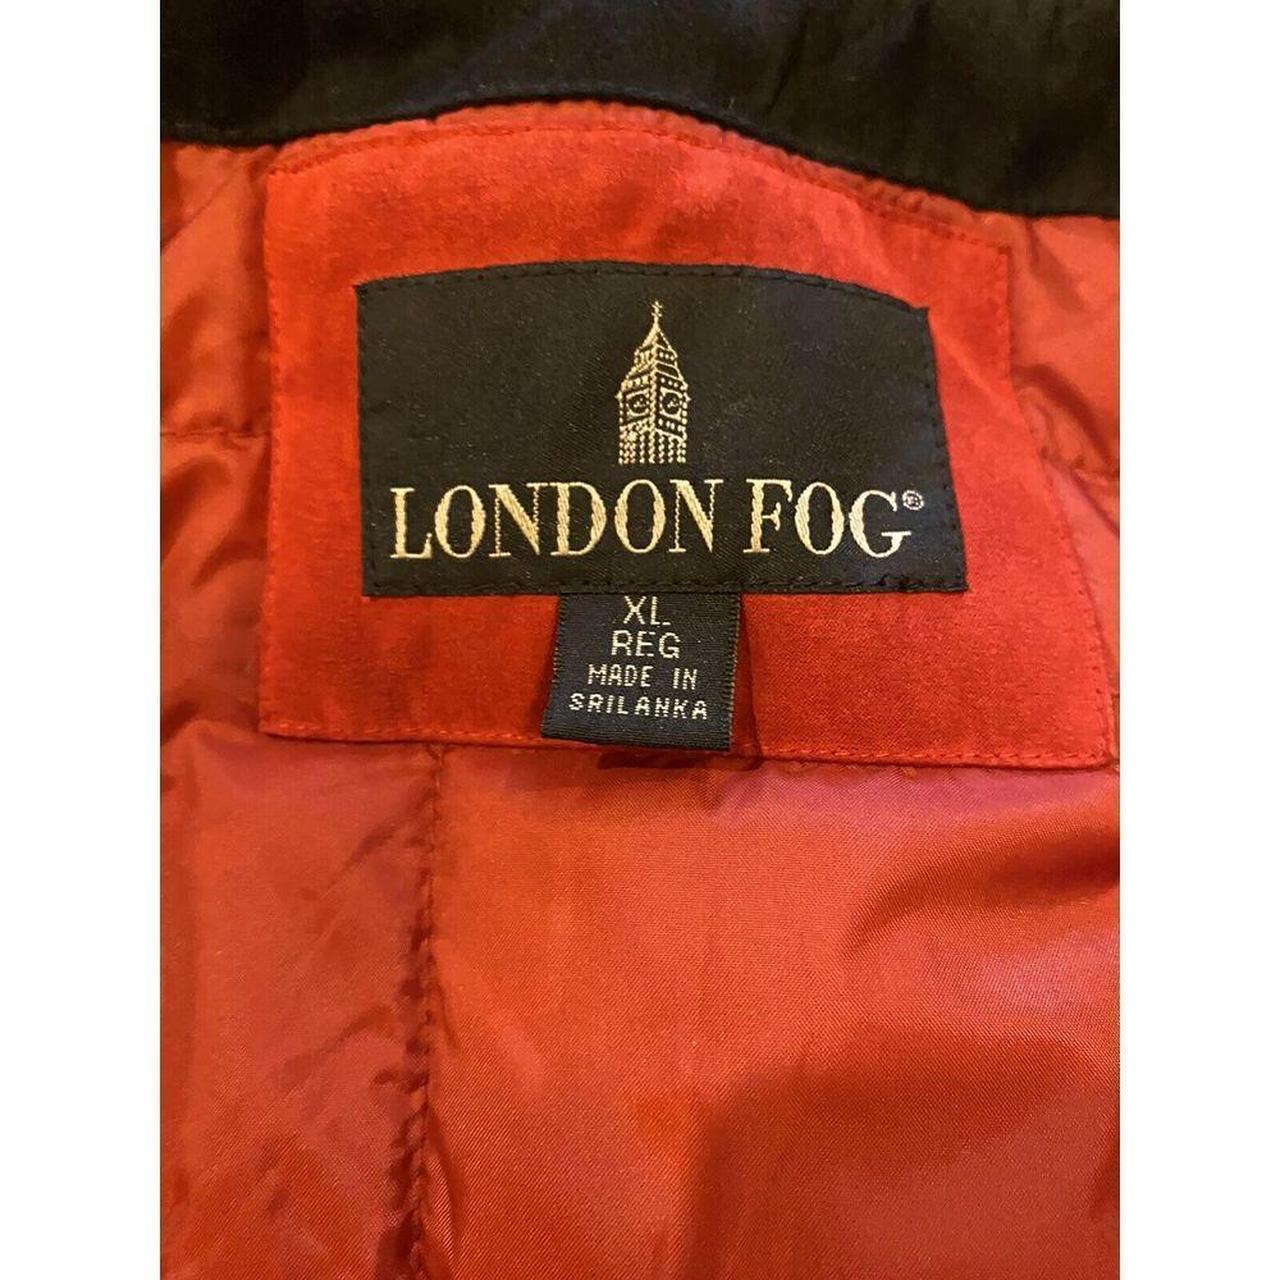 LONDON FOG®
XL
REG
MADE IN
SRILANKA